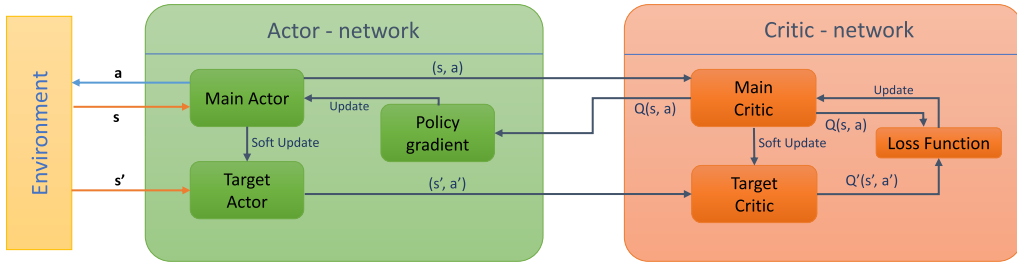 Environment
Actor - network
Critic - network
a
s
s’
Main Actor
Update
Policy
gradient
Soft Update
Target
Actor
(s, a)
Q(s, a)
(s’, a’)
Main
Critic
Update
Q(s, a)
Loss Function
Soft Update
Target
Critic
Q’(s’, a’)